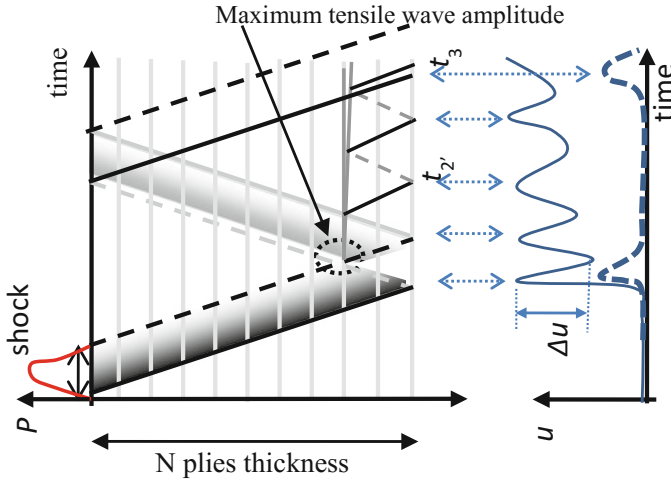 Maximum tensile wave amplitude
time
t3
t2'
shock
P
Δu
u
time
N plies thickness